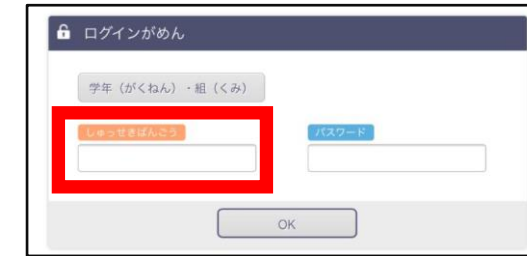 ログインがめん
学年（がくねん）・組（くみ）
しゅっせきばんごう
パスワード
OK